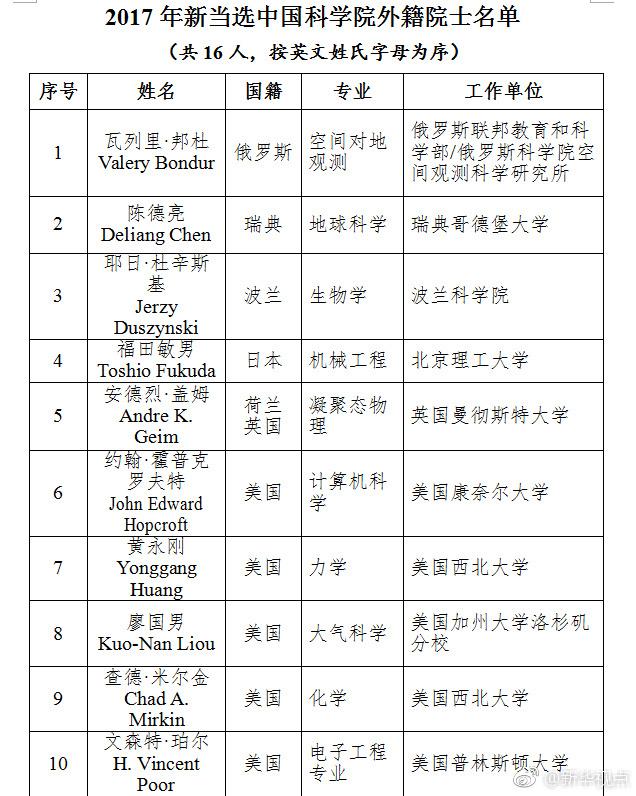 2017 年新当选中国科学院外籍院士名单
（共 16 人，按英文姓氏字母为序）
序号 姓名 国籍 专业 工作单位
1
瓦列里·邦杜
Valery Bondur
俄罗斯
空间对地
观测
俄罗斯联邦教育和科
学部/俄罗斯科学院空
间观测科学研究所
2
陈德亮
Deliang Chen
瑞典
地球科学
瑞典哥德堡大学
3
耶日·杜辛斯
基
Jerzy
Duszynski
波兰
生物学
波兰科学院
4
福田敏男
Toshio Fukuda
日本
机械工程
北京理工大学
5
安德烈·盖姆
Andre K.
Geim
荷兰
英国
凝聚态物
理
英国曼彻斯特大学
6
约翰·霍普克
罗夫特
John Edward
Hopcroft
美国
计算机科
学
美国康奈尔大学
7
黄永刚
Yonggang
Huang
美国
力学
美国西北大学
8
廖国男
Kuo-Nan Liou
美国
大气科学
美国加州大学洛杉矶
分校
9
查德·米尔金
Chad A.
Mirkin
美国
化学
美国西北大学
10
文森特·珀尔
H. Vincent
Poor
美国
电子工程
专业
美国普林斯顿大学
@新华视点